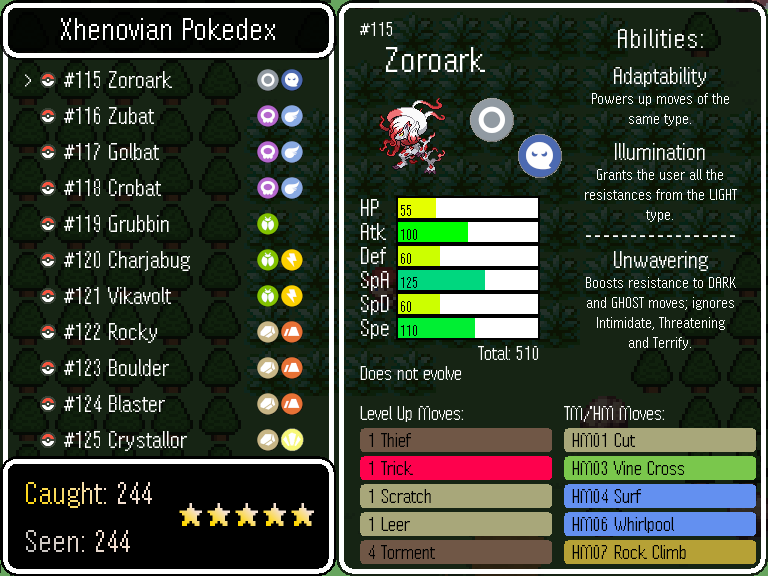 Xhenovian Pokedex
#115 Zoroark
#116 Zubat
#117 Golbat
#118 Crobat
#119 Grubbin
#120 Charjabug
#121 Vikavolt
#122 Rocky
#123 Boulder
#124 Blaster
#125 Crystallor
Caught: 244
Seen: 244
#115
Zoroark
HP 55
Atk 100
Def 60
SpA 125
SpD 60
Spe 110
Total: 510
Does not evolve
Abilities:
Adaptability
Powers up moves of the
same type.
Illumination
Grants the user all the
resistances from the LIGHT
type.
Unwavering
Boosts resistance to DARK
and GHOST moves; ignores
Intimidate, Threatening
and Terrify.
Level Up Moves:
1 Thief
1 Trick
1 Scratch
1 Leer
4 Torment
TM/HM Moves:
HM01 Cut
HM03 Vine Cross
HM04 Surf
HM06 Whirlpool
HM07 Rock Climb